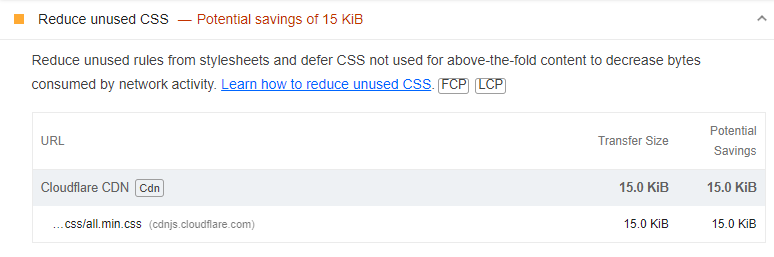 Reduce unused CSS — Potential savings of 15 KiB
Reduce unused rules from stylesheets and defer CSS not used for above-the-fold content to decrease bytes
consumed by network activity. Learn how to reduce unused CSS. FCP LCP
URL Transfer Size Potential Savings
Cloudflare CDN Cdn 15.0 KiB 15.0 KiB
…css/all.min.css (cdnjs.cloudflare.com) 15.0 KiB 15.0 KiB